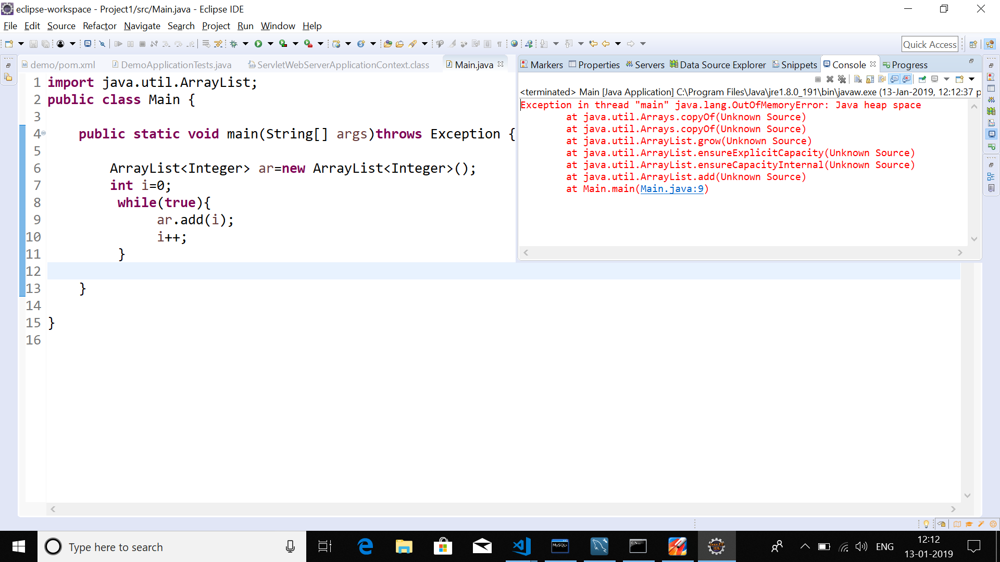 eclipse-workspace - Project1/src/Main.java - Eclipse IDE
File Edit Source Refactor Navigate Search Project Run Window Help
Quick Access
demo/pom.xml DemoApplicationTests.java ServletWebServerApplicationContext.class Main.java
Markers Properties Servers Data Source Explorer Snippets Console Progress
<terminated> Main [Java Application] C:\Program Files\Java\jre1.8.0_191\bin\javaw.exe (13-Jan-2019, 12:12:37 p
Exception in thread "main" java.lang.OutOfMemoryError: Java heap space
at java.util.Arrays.copyOf(Unknown Source)
at java.util.Arrays.copyOf(Unknown Source)
at java.util.ArrayList.grow(Unknown Source)
at java.util.ArrayList.ensureExplicitCapacity(Unknown Source)
at java.util.ArrayList.ensureCapacityInternal(Unknown Source)
at java.util.ArrayList.add(Unknown Source)
at Main.main(Main.java:9)
1 import java.util.ArrayList;
2 public class Main {
3
4 public static void main(String[] args)throws Exception {
5
6 ArrayList<Integer> ar=new ArrayList<Integer>();
7 int i=0;
8 while(true){
9 ar.add(i);
10 i++;
11 }
12
13 }
14
15 }
16
Type here to search
MySQL
Java EE
IDE
ENG
12:12
13-01-2019